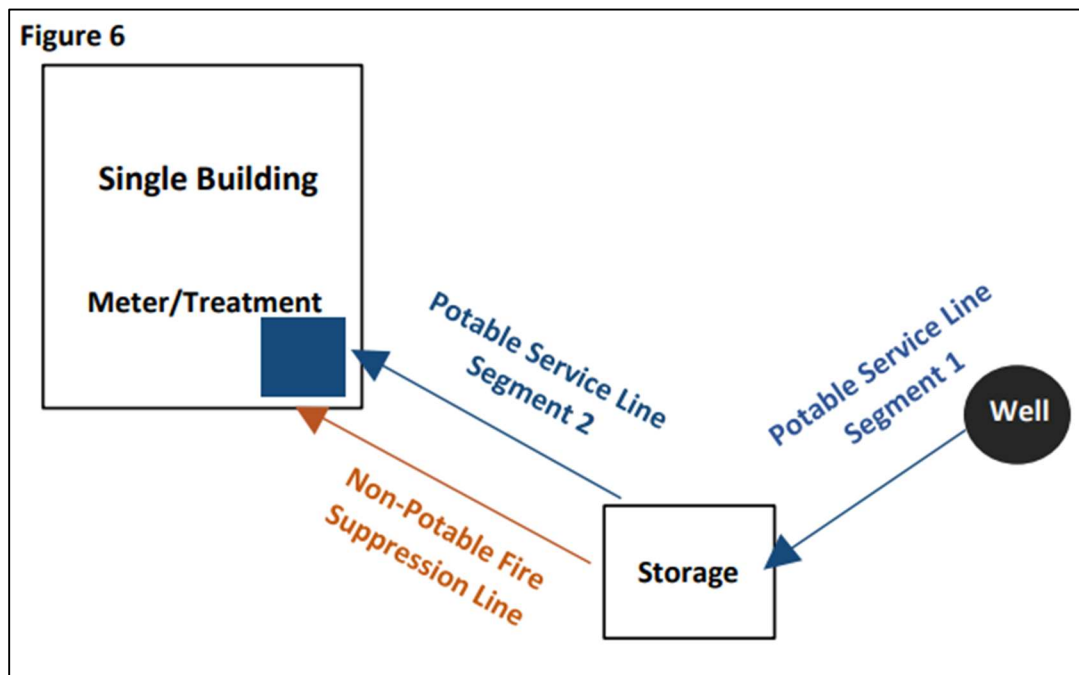 Figure 6
Single Building
Meter/Treatment
Potable Service Line
Segment 2
Potable Service Line
Segment 1
Well
Non-Potable Fire
Suppression Line
Storage